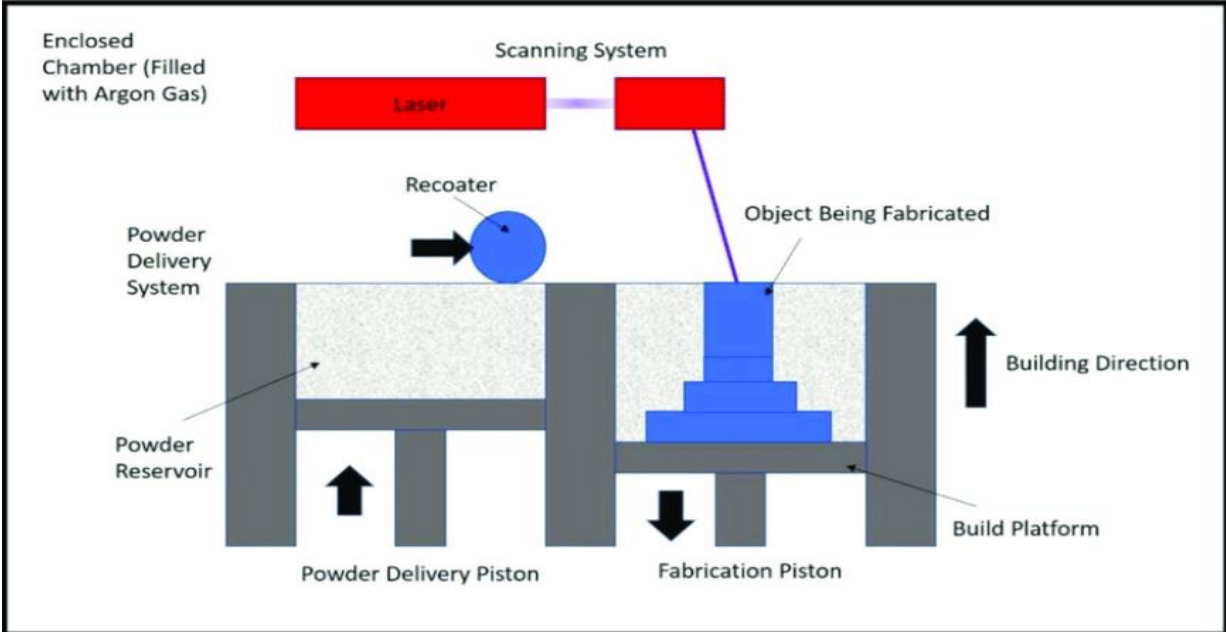 Enclosed
Chamber (Filled
with Argon Gas)
Scanning System
Laser
Recoater
Object Being Fabricated
Powder
Delivery
System
Building Direction
Powder
Reservoir
Build Platform
Powder Delivery Piston
Fabrication Piston